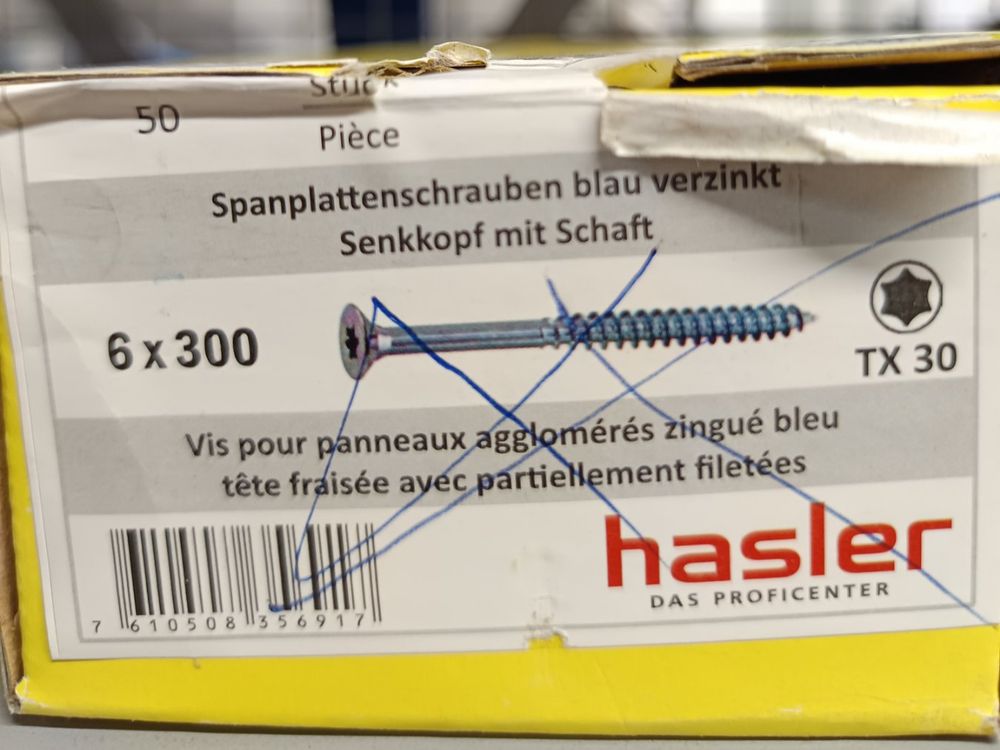 50
Stück
Pièce
Spanplattenschrauben blau verzinkt
Senkkopf mit Schaft
6 x 300
TX 30
Vis pour panneaux agglomérés zingué bleu
tête fraisée avec partiellement filetées
7 610508 356917
hasler
DAS PROFICENTER